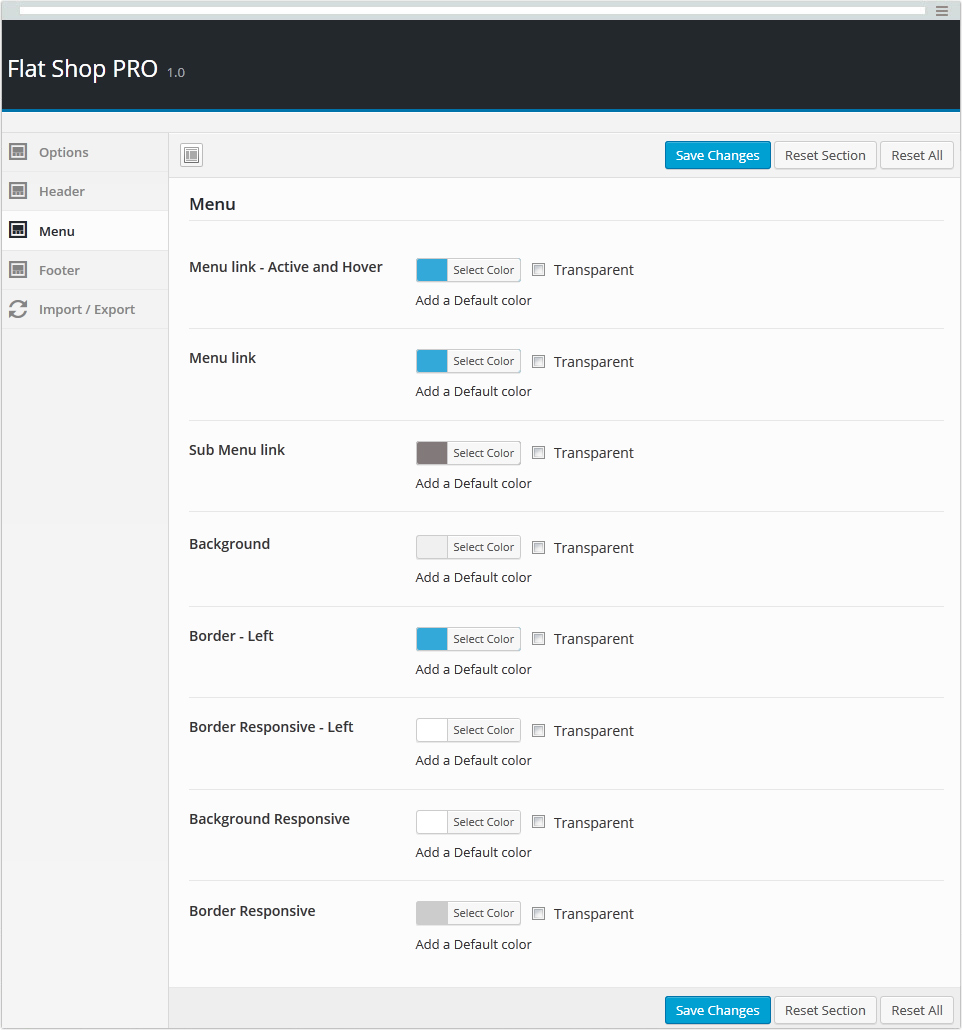 Flat Shop PRO 1.0
Options
Header
Menu
Footer
Import / Export
Save Changes Reset Section Reset All
Menu
Menu link - Active and Hover Select Color Transparent
Add a Default color
Menu link Select Color Transparent
Add a Default color
Sub Menu link Select Color Transparent
Add a Default color
Background Select Color Transparent
Add a Default color
Border - Left Select Color Transparent
Add a Default color
Border Responsive - Left Select Color Transparent
Add a Default color
Background Responsive Select Color Transparent
Add a Default color
Border Responsive Select Color Transparent
Add a Default color
Save Changes Reset Section Reset All